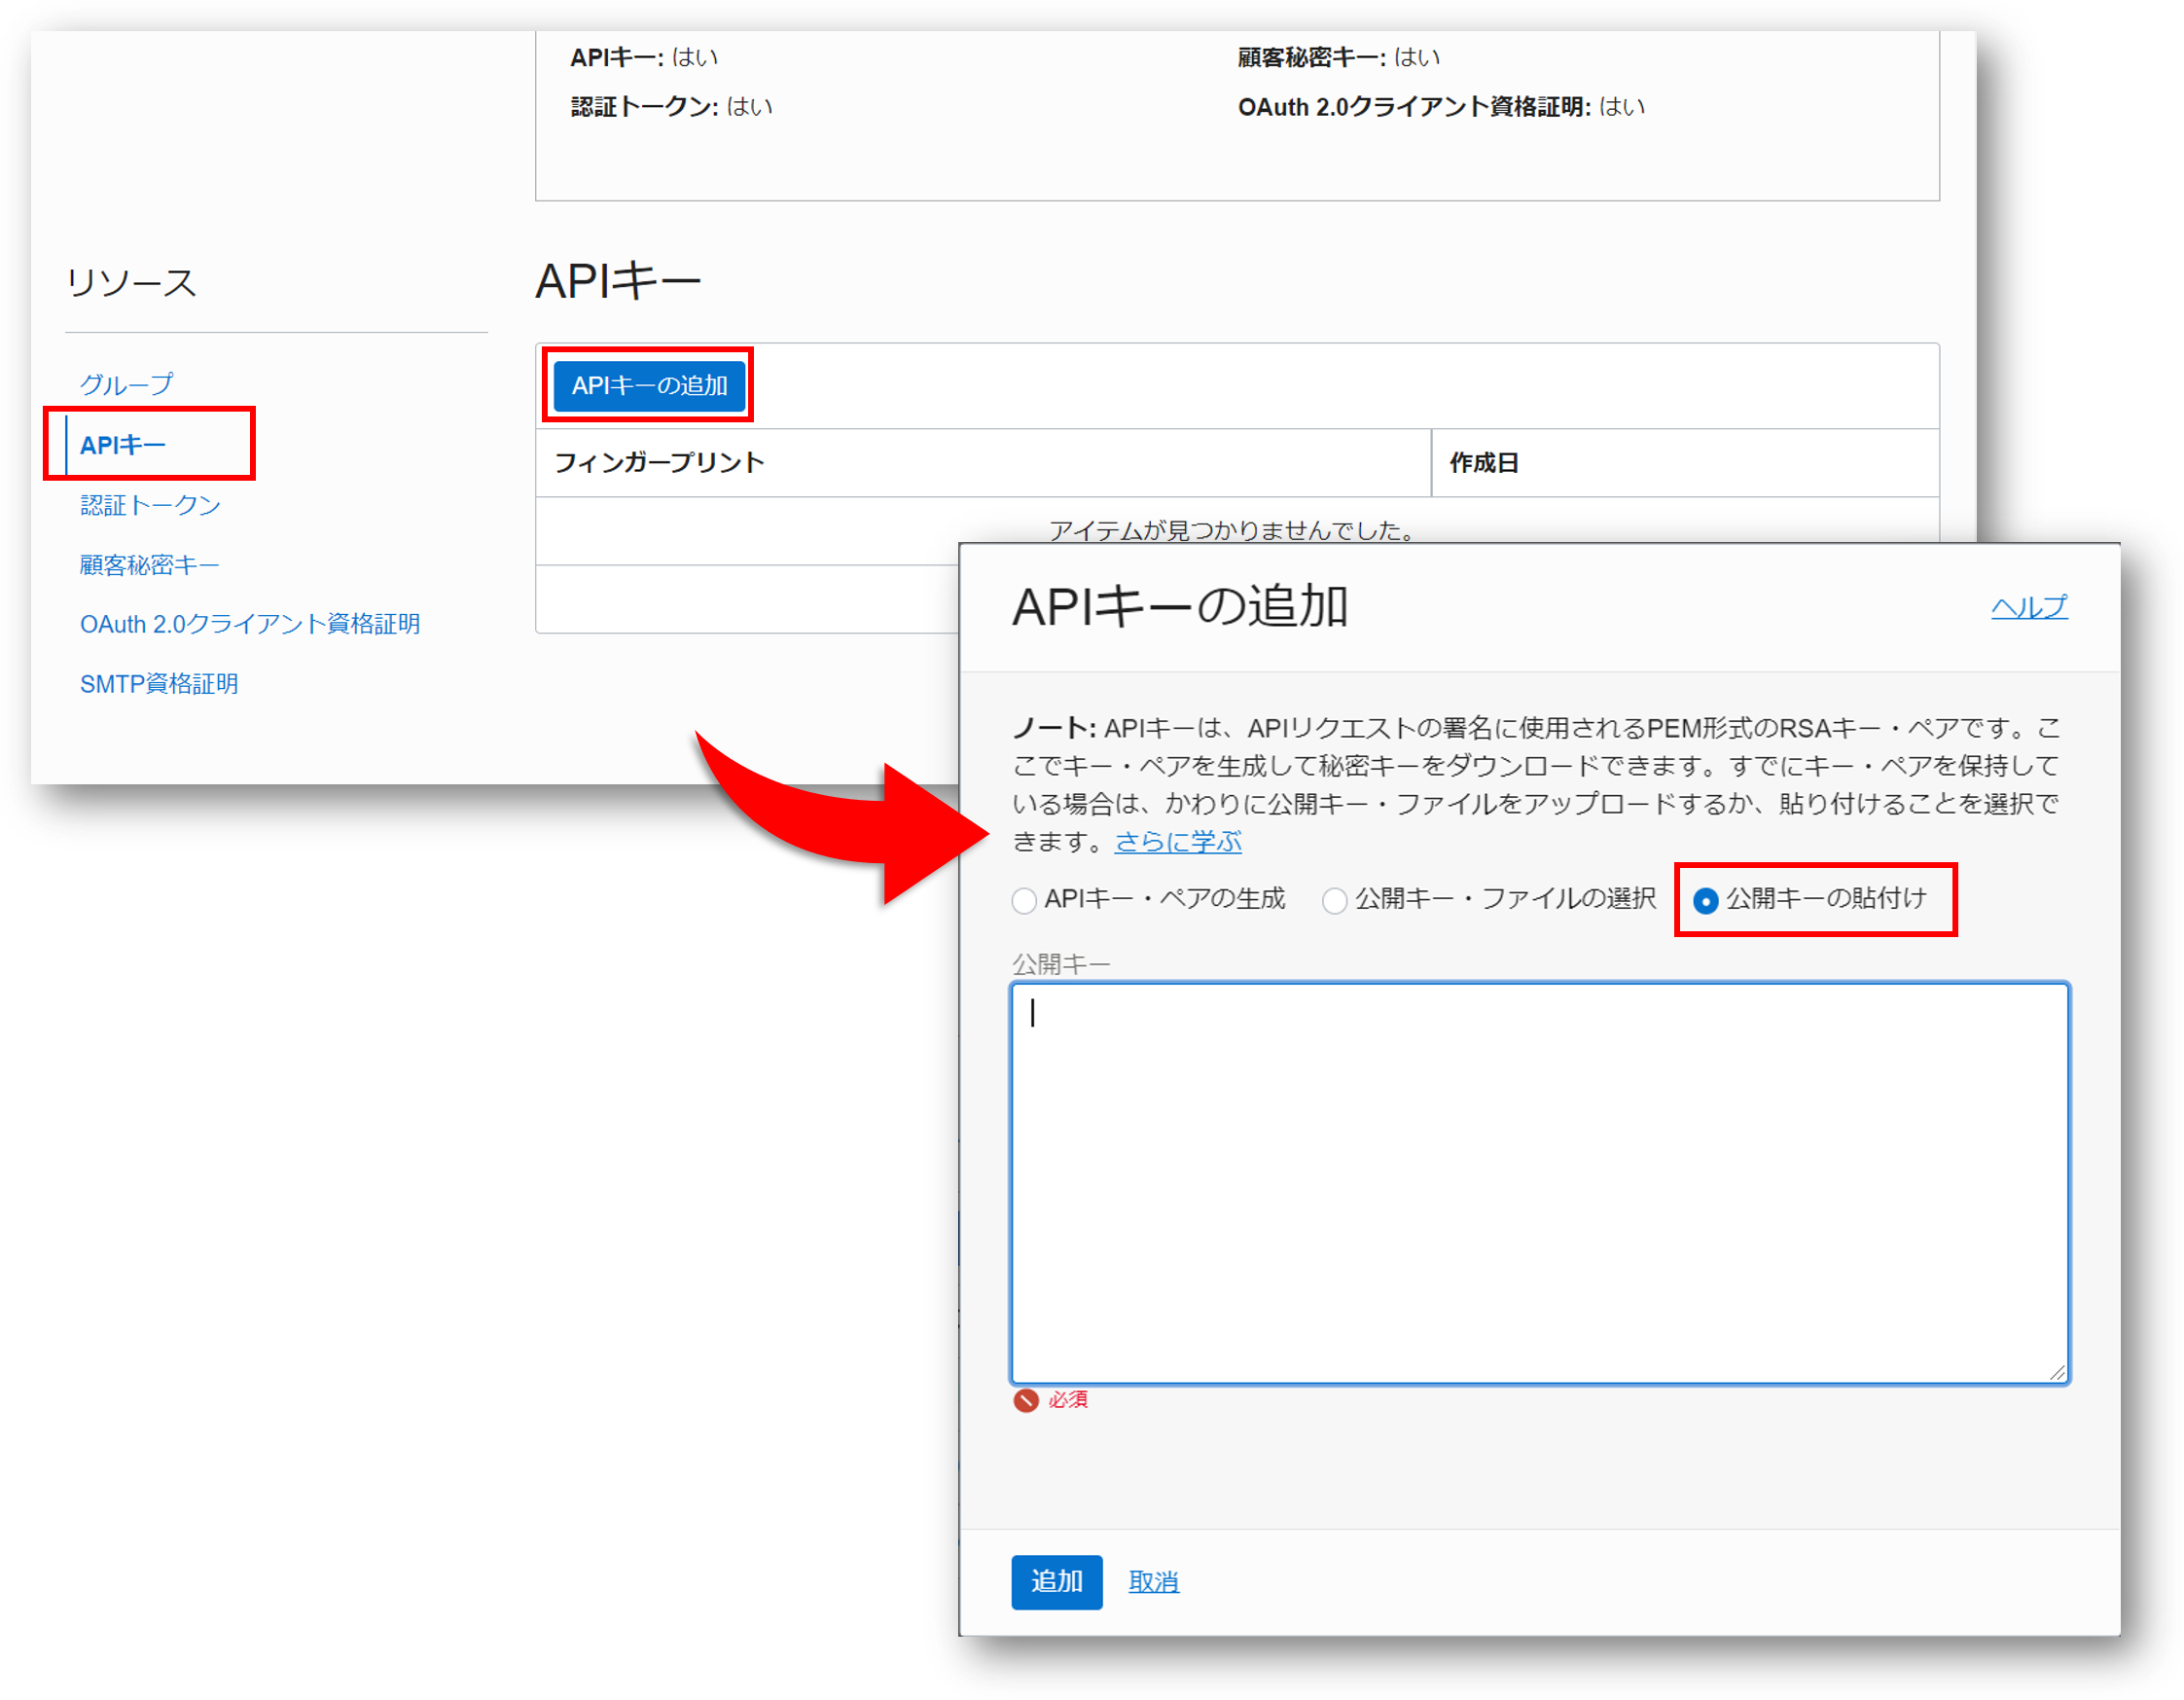 APIキー: はい
顧客秘密キー: はい
認証トークン: はい
OAuth 2.0クライアント資格証明: はい
リソース
グループ
APIキー
認証トークン
顧客秘密キー
OAuth 2.0クライアント資格証明
SMTP資格証明
APIキー
APIキーの追加
フィンガープリント
作成日
アイテムが見つかりませんでした。
APIキーの追加
ヘルプ
ノート: APIキーは、APIリクエストの署名に使用されるPEM形式のRSAキー・ペアです。こ
こでキー・ペアを生成して秘密キーをダウンロードできます。すでにキー・ペアを保持して
いる場合は、かわりに公開キー・ファイルをアップロードするか、貼り付けることを選択で
きます。さらに学ぶ
APIキー・ペアの生成
公開キー・ファイルの選択
公開キーの貼付け
公開キー
必須
追加
取消